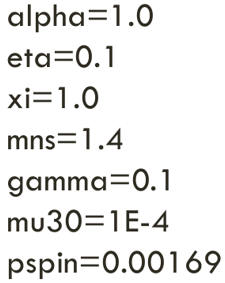 alpha=1.0
eta=0.1
xi=1.0
mns=1.4
gamma=0.1
mu30=1E-4
pspin=0.00169